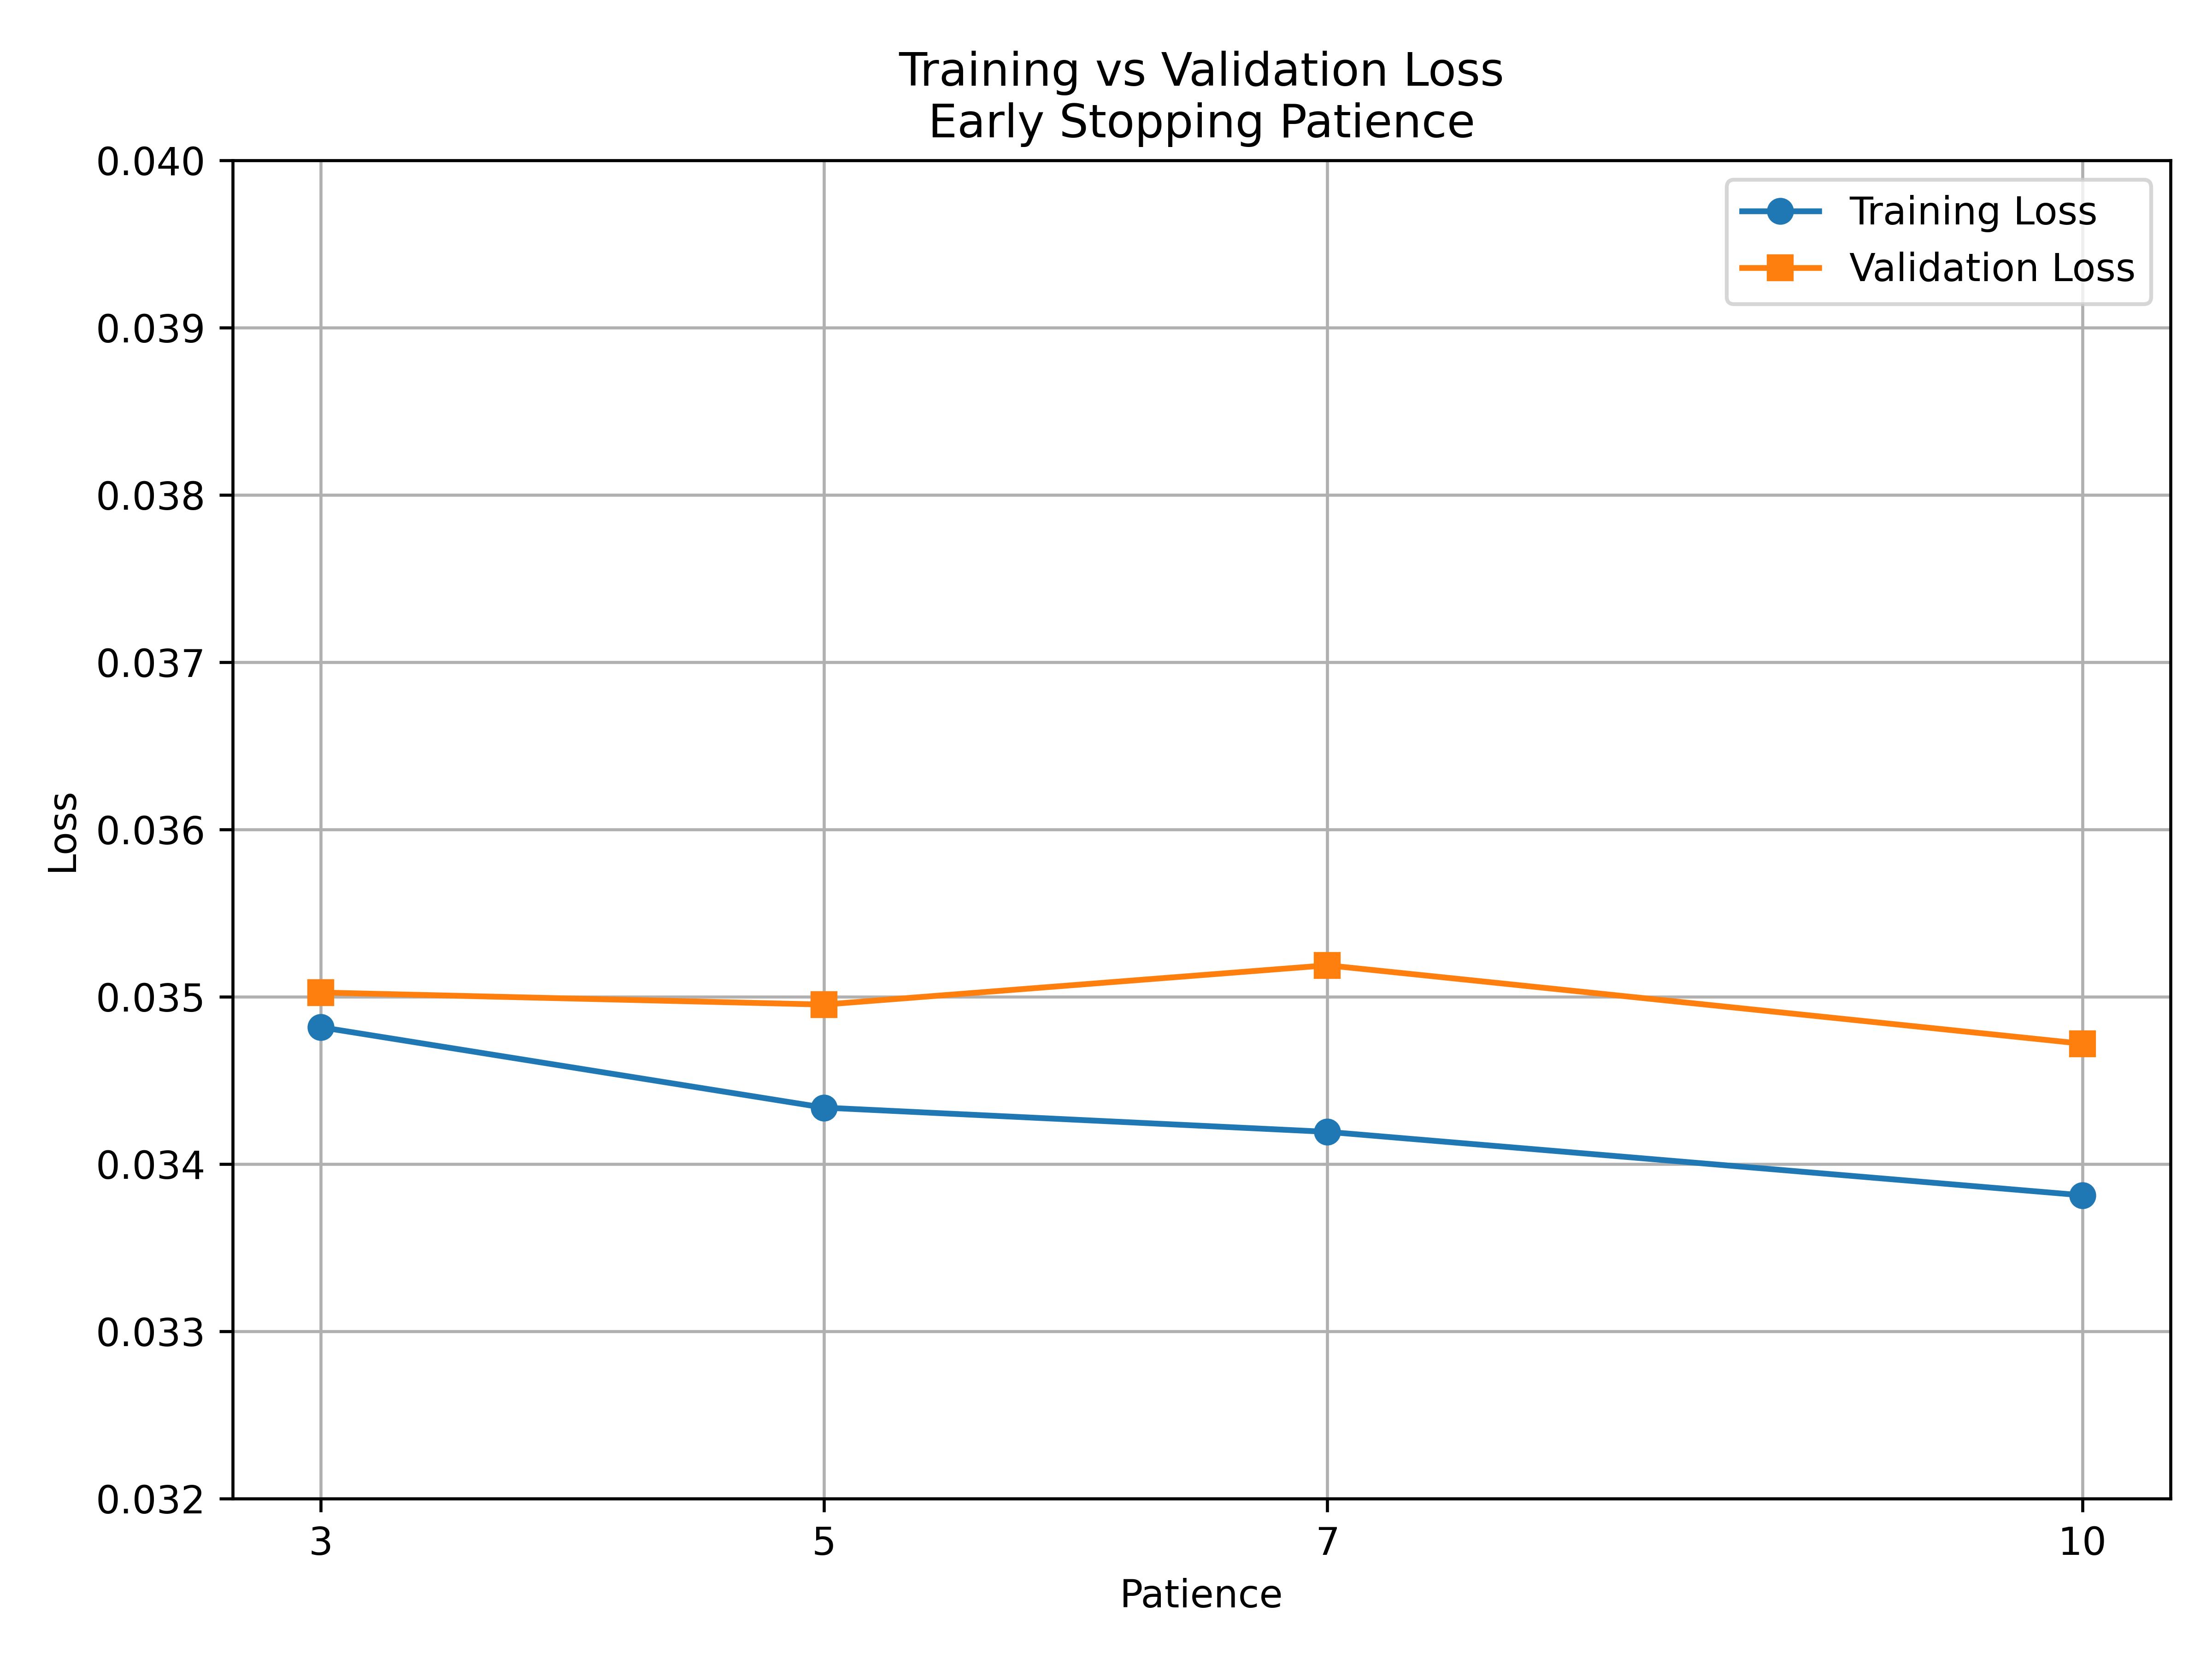 Training vs Validation Loss
Early Stopping Patience
Training Loss
Validation Loss
0.040
0.039
0.038
0.037
0.036
0.035
0.034
0.033
0.032
Loss
3 5 7 10
Patience